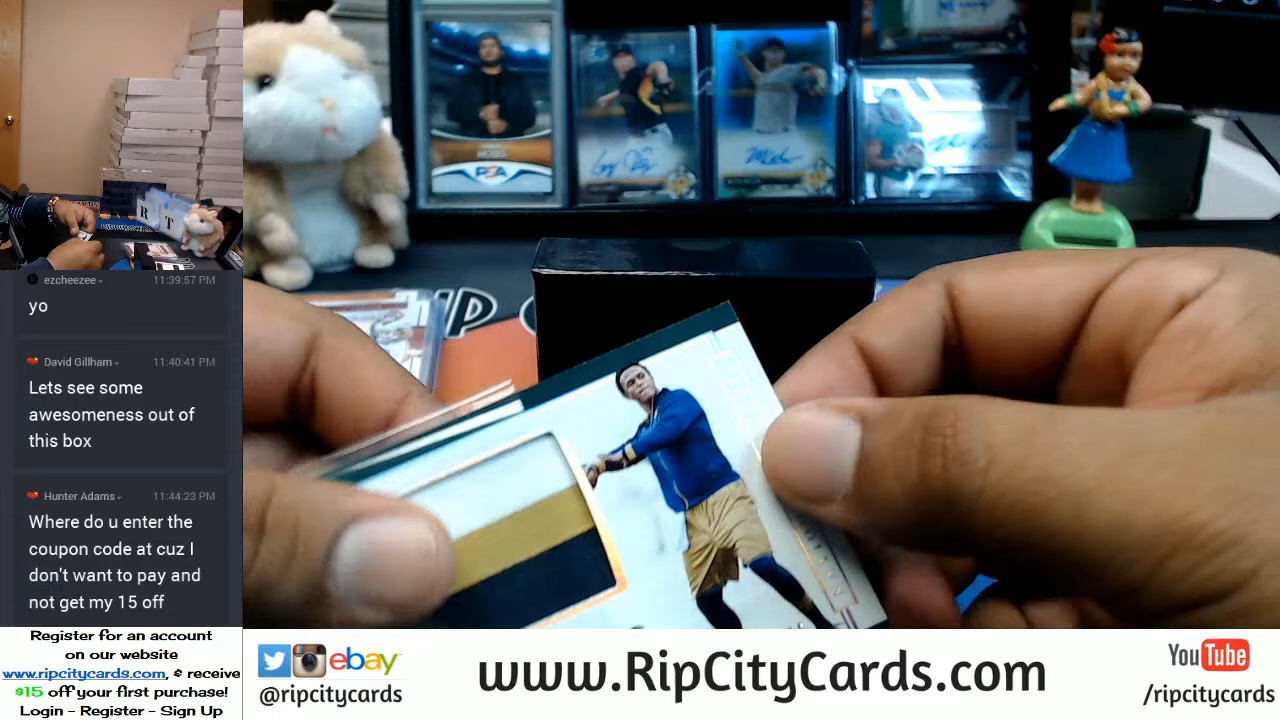 ezcheezee 11:39:57 PM
yo
David Gillham 11:40:41 PM
Lets see some
awesomeness out of
this box
Hunter Adams 11:44:23 PM
Where do u enter the
coupon code at cuz I
don't want to pay and
not get my 15 off
Register for an account
on our website
www.ripcitycards.com, & receive
$15 off your first purchase!
Login - Register - Sign Up
R T
IP
PSA
ebay
@ripcitycards
www.RipCityCards.com
YouTube
/ripcitycards